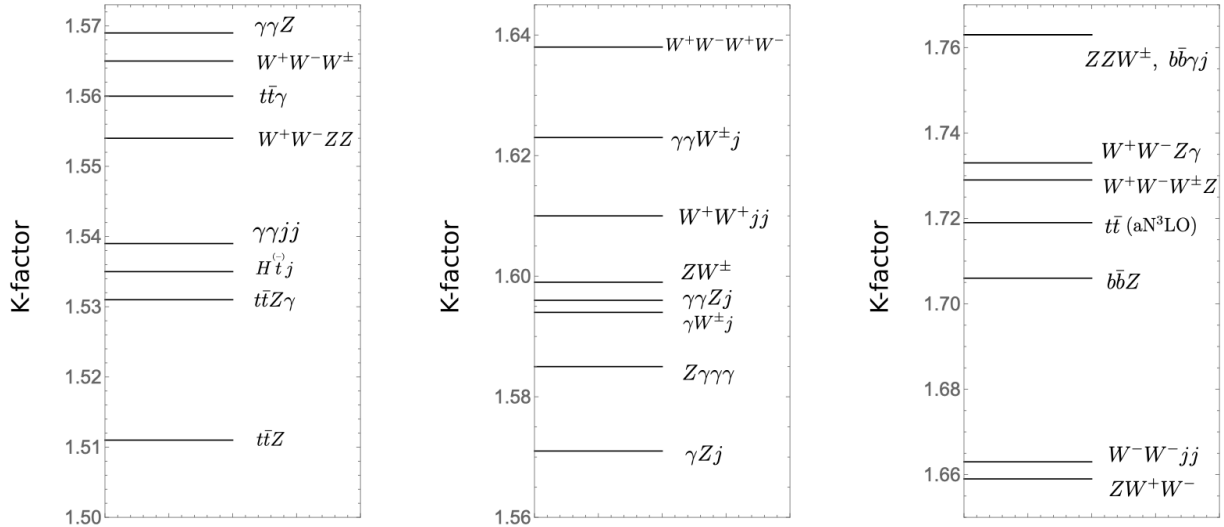 K-factor
1.57
1.56
1.55
1.54
1.53
1.52
1.51
1.50
γγZ
W⁺W⁻W±
tt̄γ
W⁺W⁻ZZ
γγjj
H t⁽⁻⁾ j
tt̄Zγ
tt̄Z
K-factor
1.64
1.62
1.60
1.58
1.56
W⁺W⁻W⁺W⁻
γγW±j
W⁺W⁺jj
ZW±
γγZj
γW±j
Zγγγ
γZj
K-factor
1.76
1.74
1.72
1.70
1.68
1.66
ZZW±, bb̄γj
W⁺W⁻Zγ
W⁺W⁻W±Z
tt̄ (aN³LO)
bb̄Z
W⁻W⁻jj
ZW⁺W⁻